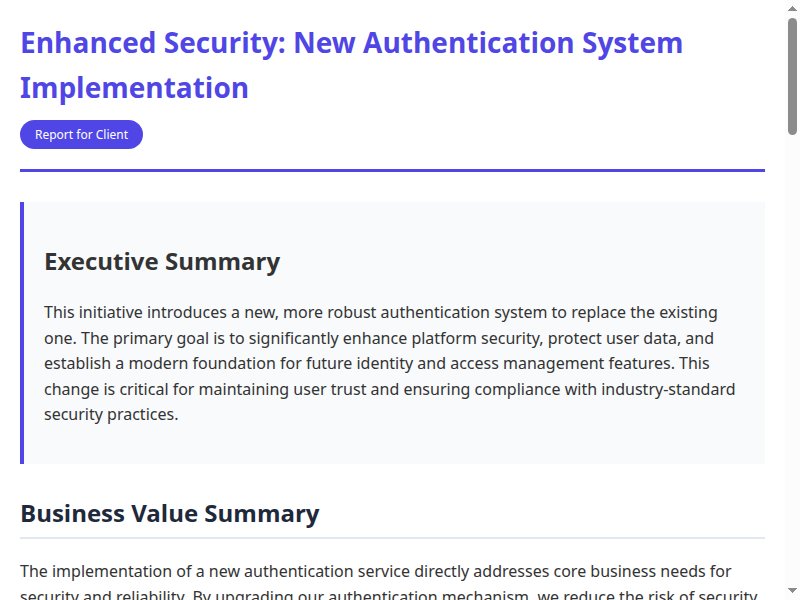 Enhanced Security: New Authentication System
Implementation
Report for Client
Executive Summary
This initiative introduces a new, more robust authentication system to replace the existing
one. The primary goal is to significantly enhance platform security, protect user data, and
establish a modern foundation for future identity and access management features. This
change is critical for maintaining user trust and ensuring compliance with industry-standard
security practices.
Business Value Summary
The implementation of a new authentication service directly addresses core business needs for
security and reliability. By upgrading our authentication mechanism, we reduce the risk of security